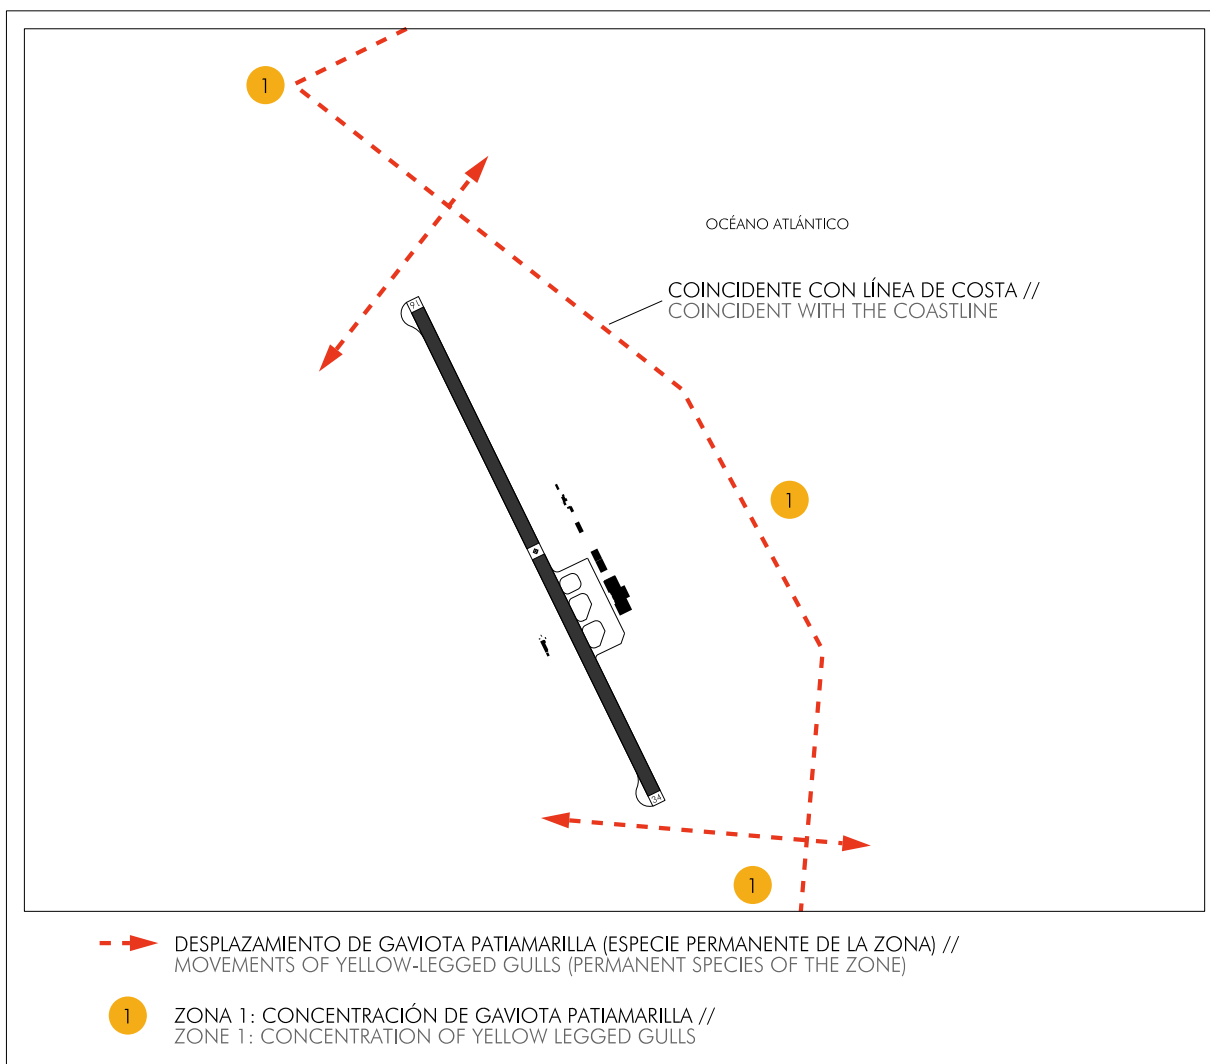 1
OCÉANO ATLÁNTICO
COINCIDENTE CON LÍNEA DE COSTA //
COINCIDENT WITH THE COASTLINE
16
1
34
1
DESPLAZAMIENTO DE GAVIOTA PATIAMARILLA (ESPECIE PERMANENTE DE LA ZONA) //
MOVEMENTS OF YELLOW-LEGGED GULLS (PERMANENT SPECIES OF THE ZONE)
1
ZONA 1: CONCENTRACIÓN DE GAVIOTA PATIAMARILLA //
ZONE 1: CONCENTRATION OF YELLOW LEGGED GULLS